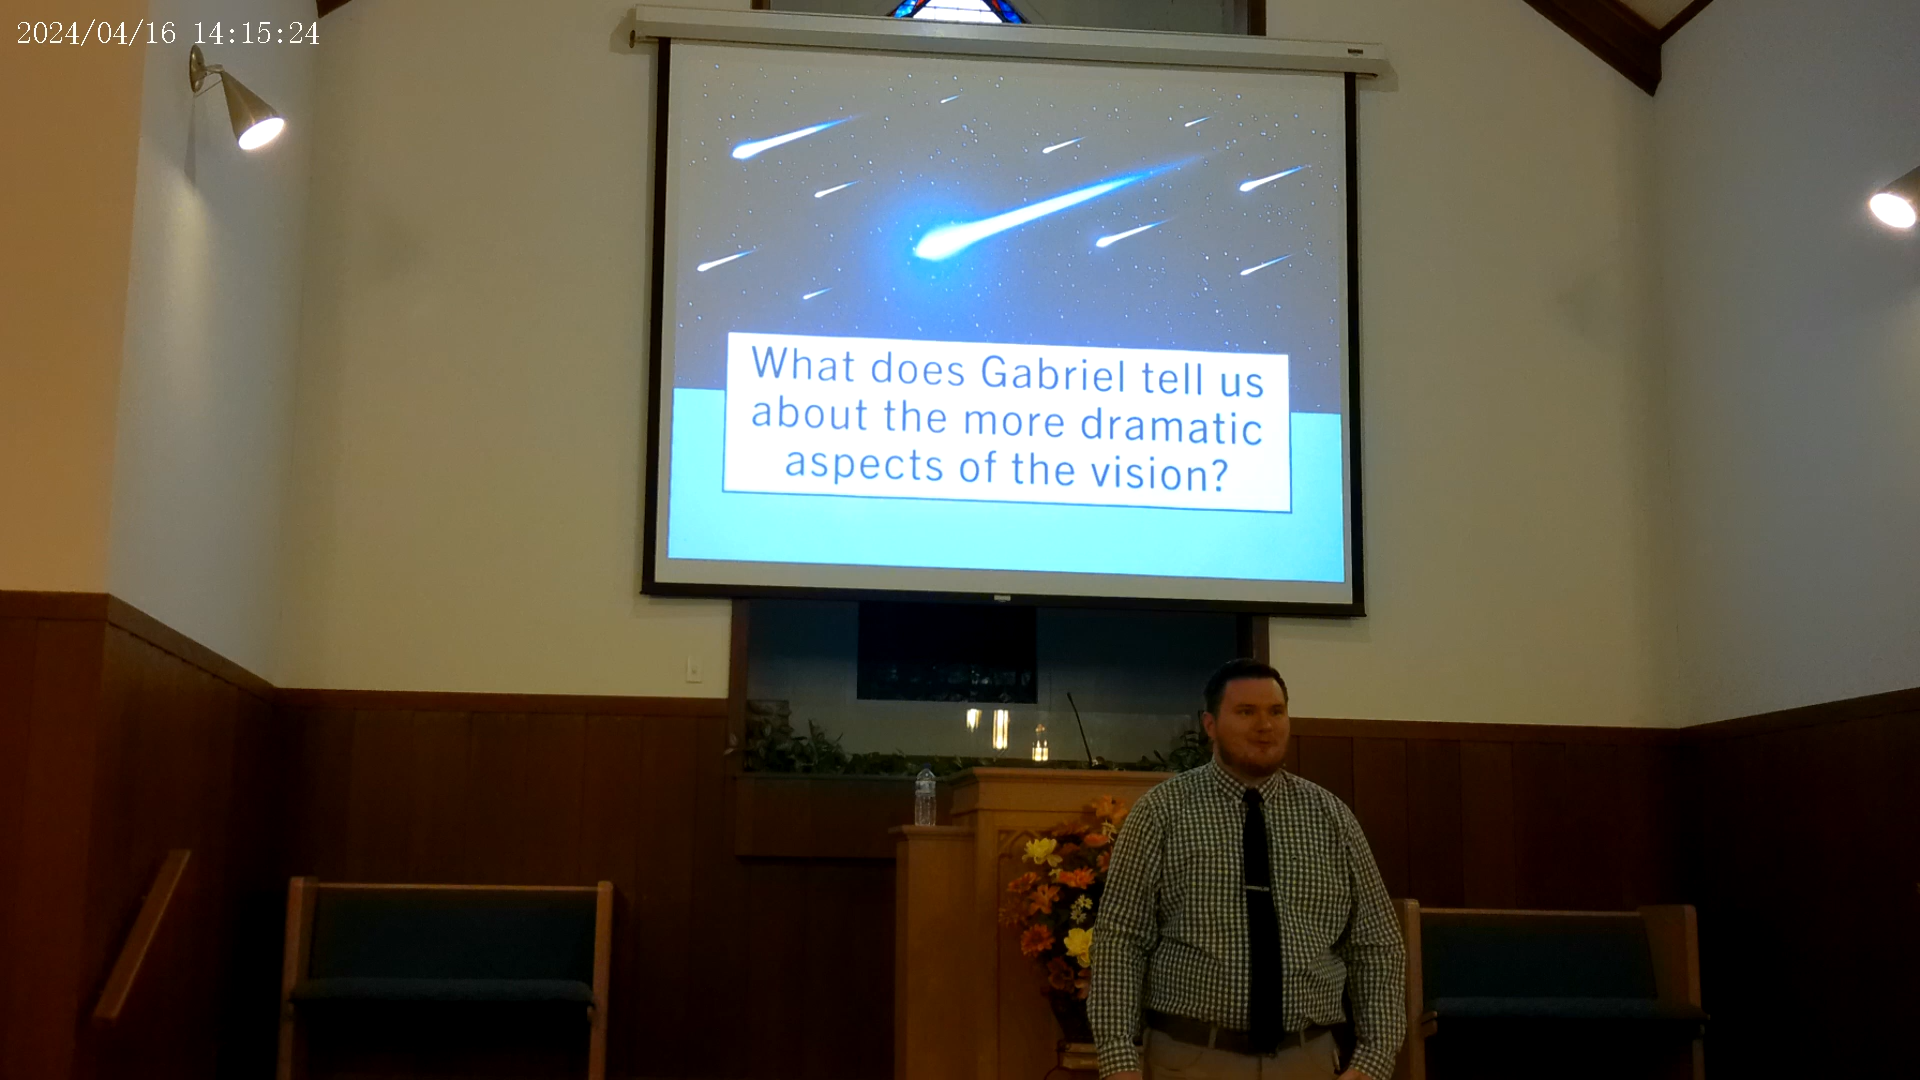 2024/04/16 14:15:24
What does Gabriel tell us
about the more dramatic
aspects of the vision?